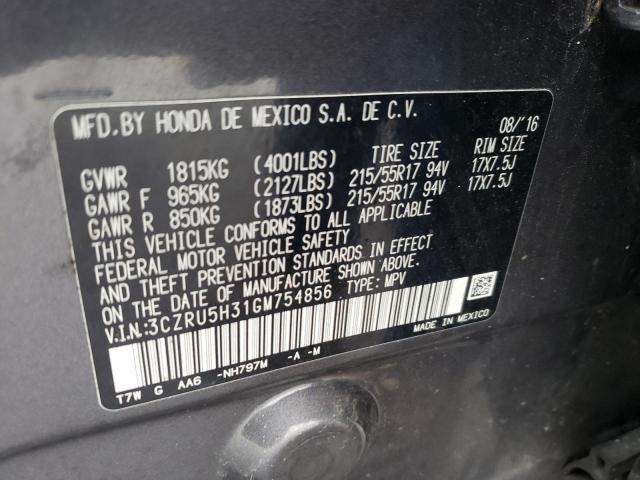 MFD. BY HONDA DE MEXICO S.A. DE C.V. 08/'16
TIRE SIZE RIM SIZE
GVWR 1815KG (4001LBS)
GAWR F 965KG (2127LBS) 215/55R17 94V 17X7.5J
GAWR R 850KG (1873LBS) 215/55R17 94V 17X7.5J
THIS VEHICLE CONFORMS TO ALL APPLICABLE
FEDERAL MOTOR VEHICLE SAFETY
AND THEFT PREVENTION STANDARDS IN EFFECT
ON THE DATE OF MANUFACTURE SHOWN ABOVE.
V.I.N.:3CZRU5H31GM754856 TYPE: MPV
MADE IN MEXICO
T7W G AA6 -NH797M -A -M